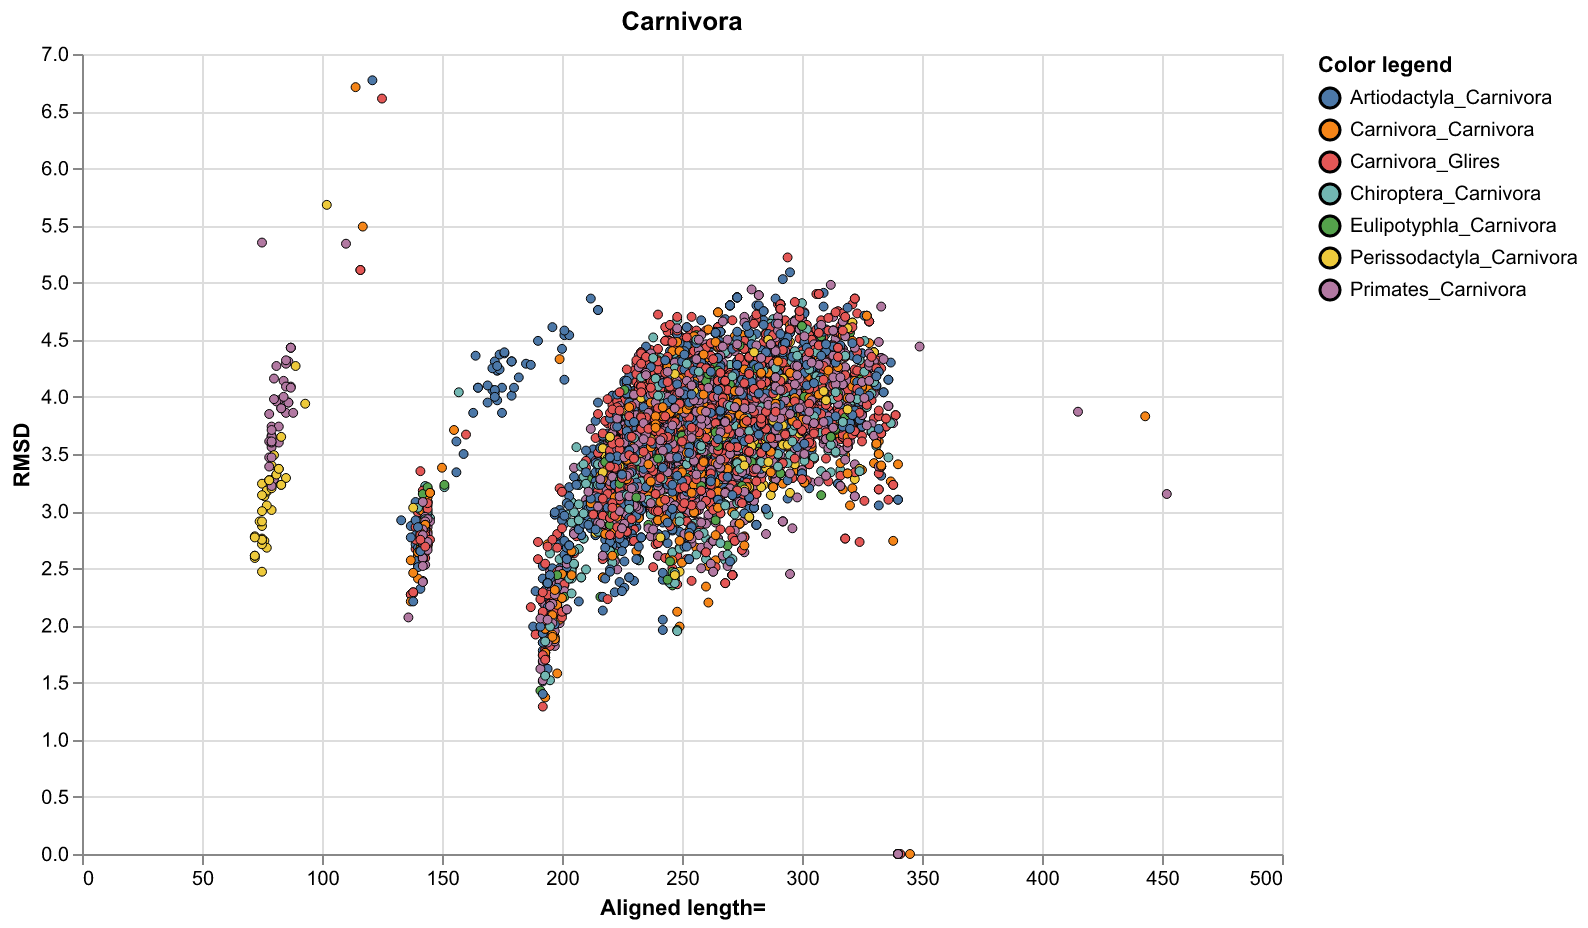 Carnivora
7.0
6.5
6.0
5.5
5.0
4.5
4.0
3.5
3.0
2.5
2.0
1.5
1.0
0.5
0.0
RMSD
0 50 100 150 200 250 300 350 400 450 500
Aligned length=
Color legend
Artiodactyla_Carnivora
Carnivora_Carnivora
Carnivora_Glires
Chiroptera_Carnivora
Eulipotyphla_Carnivora
Perissodactyla_Carnivora
Primates_Carnivora